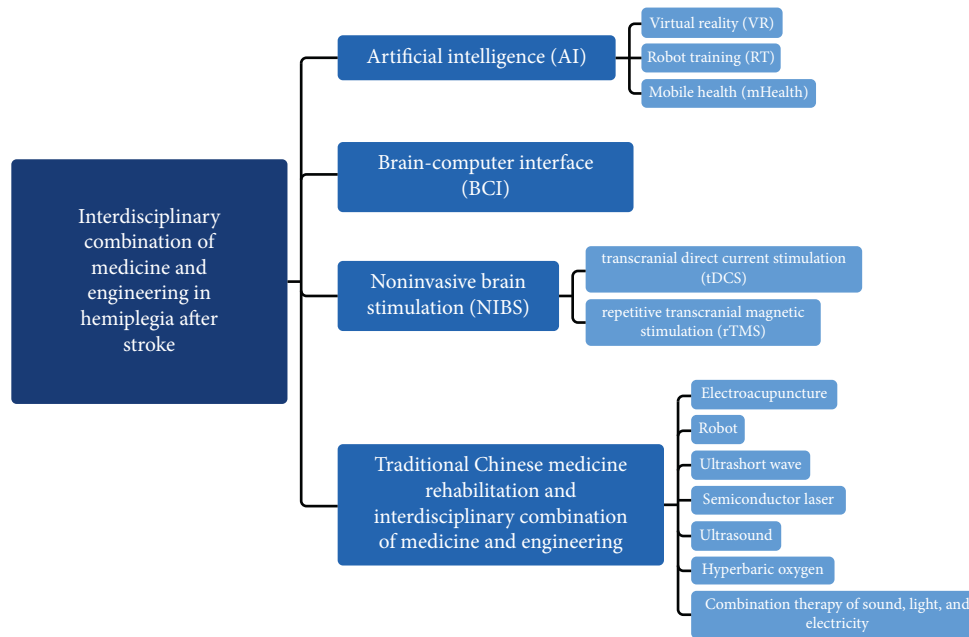 Interdisciplinary
combination of
medicine and
engineering in
hemiplegia after
stroke
Artificial intelligence (AI)
Virtual reality (VR)
Robot training (RT)
Mobile health (mHealth)
Brain-computer interface
(BCI)
Noninvasive brain
stimulation (NIBS)
transcranial direct current stimulation
(tDCS)
repetitive transcranial magnetic
stimulation (rTMS)
Traditional Chinese medicine
rehabilitation and
interdisciplinary combination
of medicine and engineering
Electroacupuncture
Robot
Ultrashort wave
Semiconductor laser
Ultrasound
Hyperbaric oxygen
Combination therapy of sound, light, and
electricity